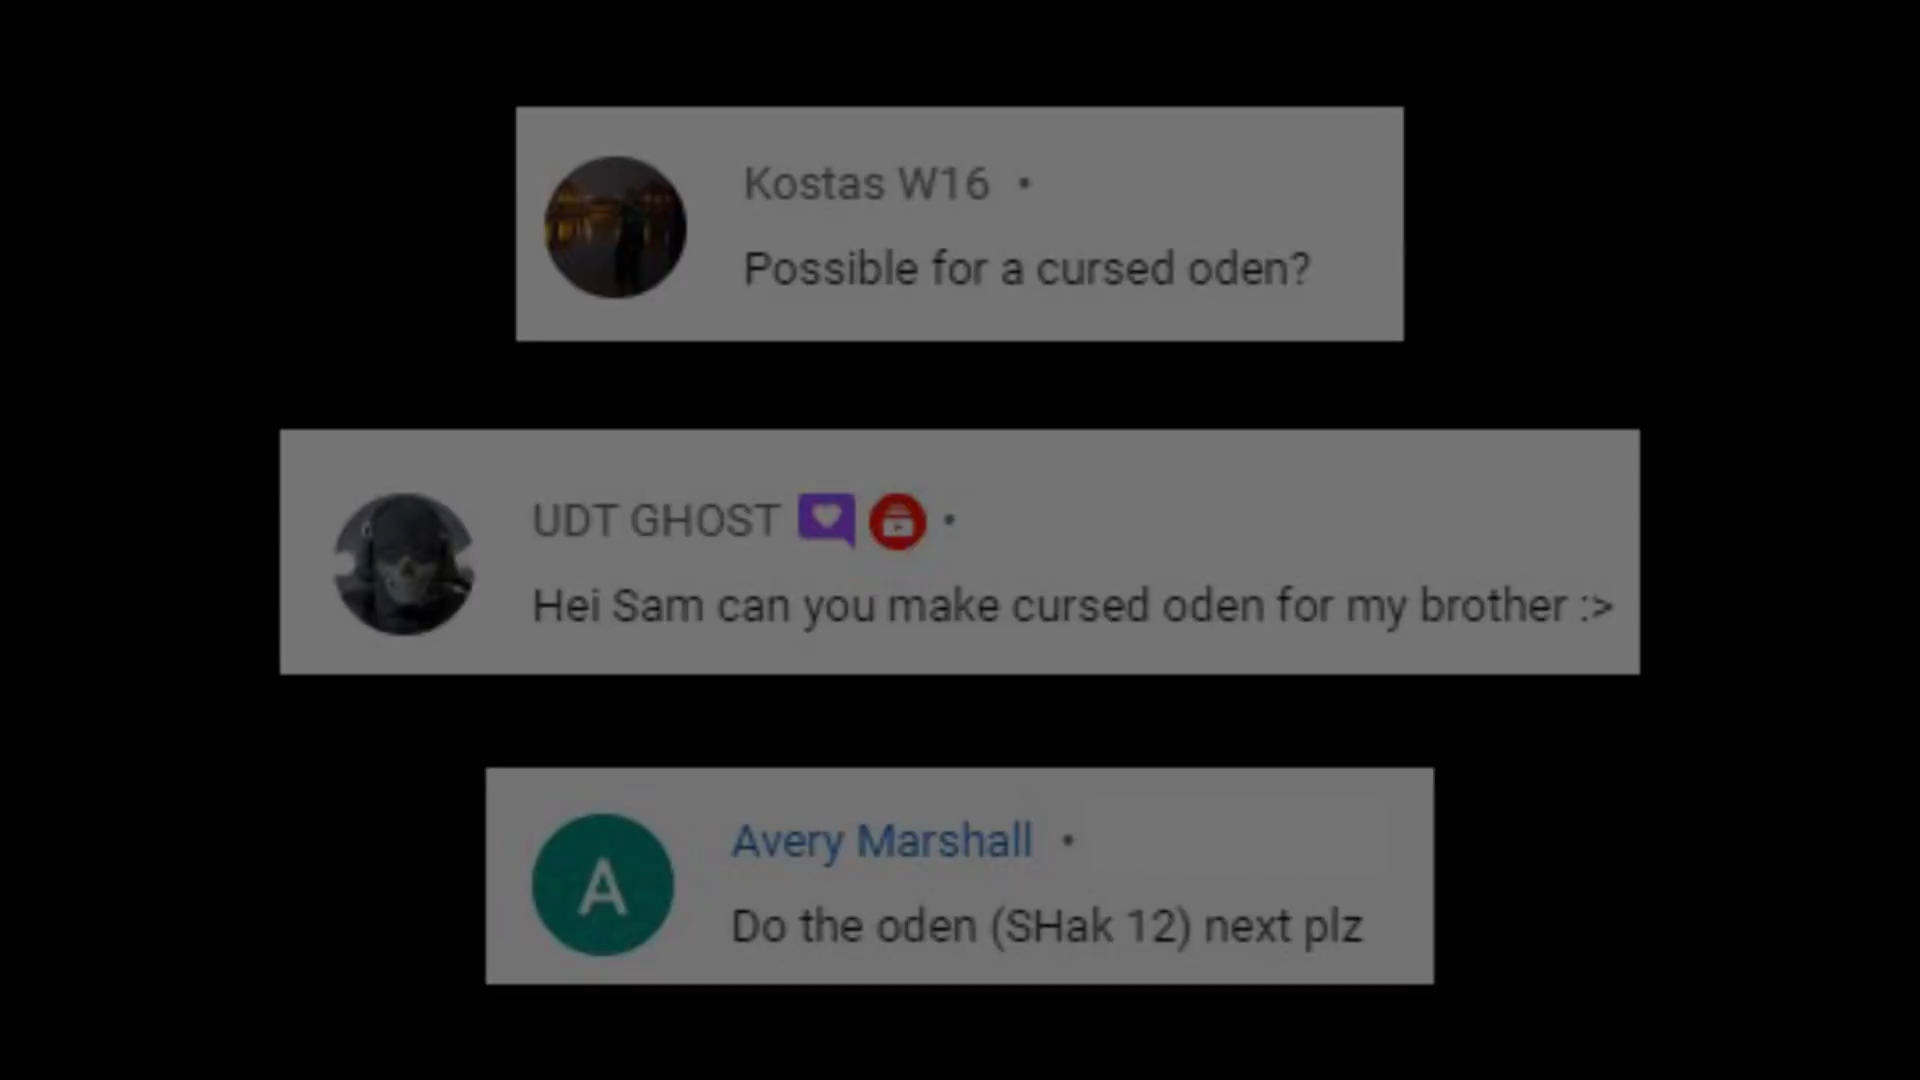 Kostas W16 •
Possible for a cursed oden?
UDT GHOST •
Hei Sam can you make cursed oden for my brother :>
A
Avery Marshall •
Do the oden (SHak 12) next plz